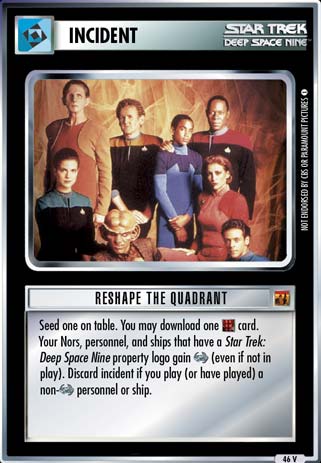 INCIDENT
STAR TREK
DEEP SPACE NINE™
NOT ENDORSED BY CBS OR PARAMOUNT PICTURES
RESHAPE THE QUADRANT
Seed one on table. You may download one card.
Your Nors, personnel, and ships that have a Star Trek:
Deep Space Nine property logo gain (even if not in
play). Discard incident if you play (or have played) a
non- personnel or ship.
46 V